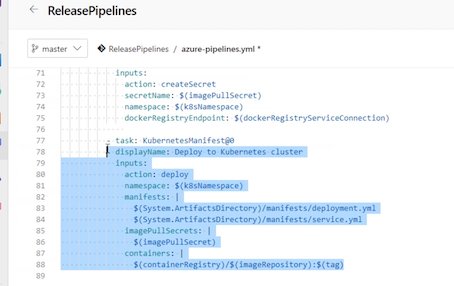 ReleasePipelines
master
ReleasePipelines / azure-pipelines.yml *
71 inputs:
72 action: createSecret
73 secretName: $(imagePullSecret)
74 namespace: $(k8sNamespace)
75 dockerRegistryEndpoint: $(dockerRegistryServiceConnection)
76
77 - task: KubernetesManifest@0
78 displayName: Deploy to Kubernetes cluster
79 inputs:
80 action: deploy
81 namespace: $(k8sNamespace)
82 manifests: |
83 $(System.ArtifactsDirectory)/manifests/deployment.yml
84 $(System.ArtifactsDirectory)/manifests/service.yml
85 imagePullSecrets: |
86 $(imagePullSecret)
87 containers: |
88 $(containerRegistry)/$(imageRepository):$(tag)
89